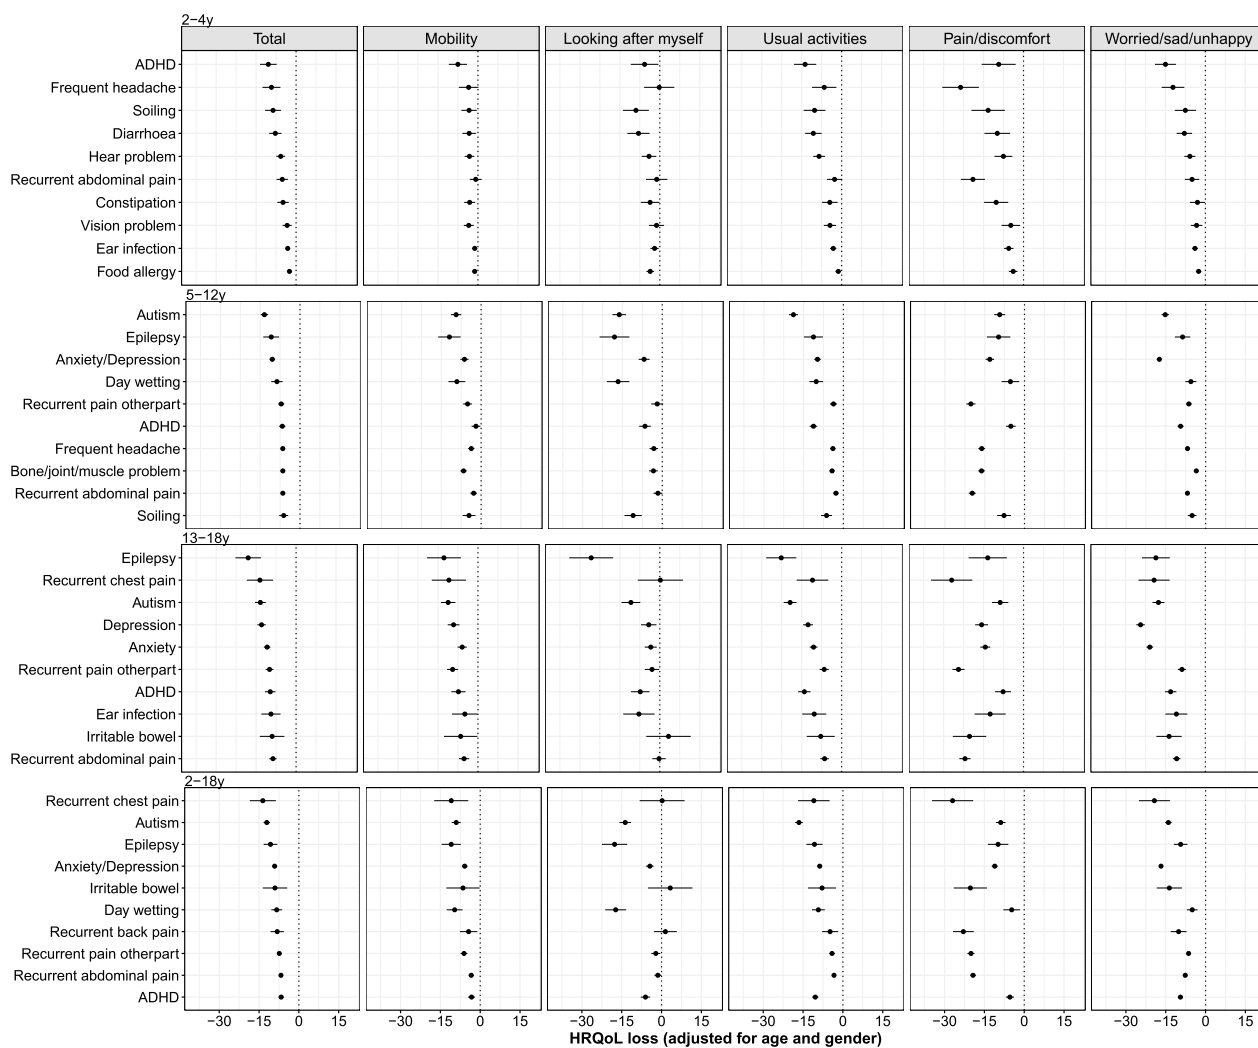 2−4y
Total Mobility Looking after myself Usual activities Pain/discomfort Worried/sad/unhappy
ADHD
Frequent headache
Soiling
Diarrhoea
Hear problem
Recurrent abdominal pain
Constipation
Vision problem
Ear infection
Food allergy
5−12y
Autism
Epilepsy
Anxiety/Depression
Day wetting
Recurrent pain otherpart
ADHD
Frequent headache
Bone/joint/muscle problem
Recurrent abdominal pain
Soiling
13−18y
Epilepsy
Recurrent chest pain
Autism
Depression
Anxiety
Recurrent pain otherpart
ADHD
Ear infection
Irritable bowel
Recurrent abdominal pain
2−18y
Recurrent chest pain
Autism
Epilepsy
Anxiety/Depression
Irritable bowel
Day wetting
Recurrent back pain
Recurrent pain otherpart
Recurrent abdominal pain
ADHD
−30 −15 0 15 −30 −15 0 15 −30 −15 0 15 −30 −15 0 15 −30 −15 0 15 −30 −15 0 15
HRQoL loss (adjusted for age and gender)